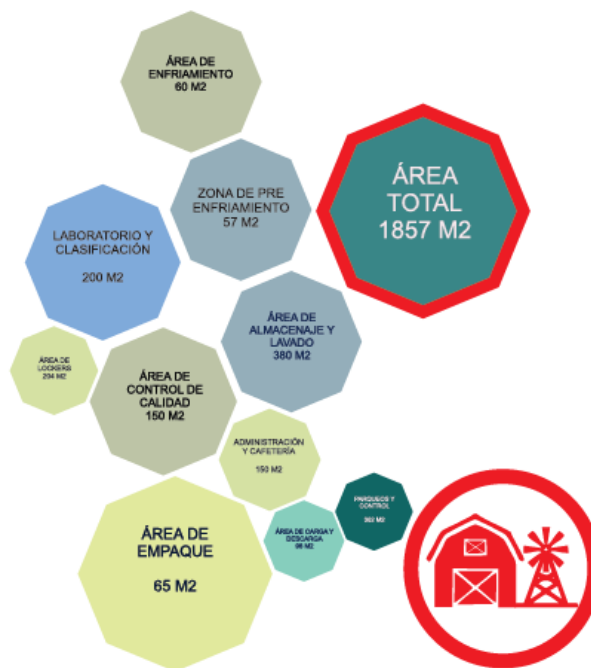 ÁREA DE
ENFRIAMIENTO
60 M2
ÁREA
TOTAL
1857 M2
ZONA DE PRE
ENFRIAMIENTO
57 M2
LABORATORIO Y
CLASIFICACIÓN
200 M2
ÁREA DE
ALMACENAJE Y
LAVADO
380 M2
ÁREA DE
LOCKERS
204 M2
ÁREA DE
CONTROL DE
CALIDAD
150 M2
ADMINISTRACIÓN
Y CAFETERÍA
150 M2
PARQUEOS Y
CONTROL
M2
ÁREA DE CARGA Y
DESCARGA
M2
ÁREA DE
EMPAQUE
65 M2